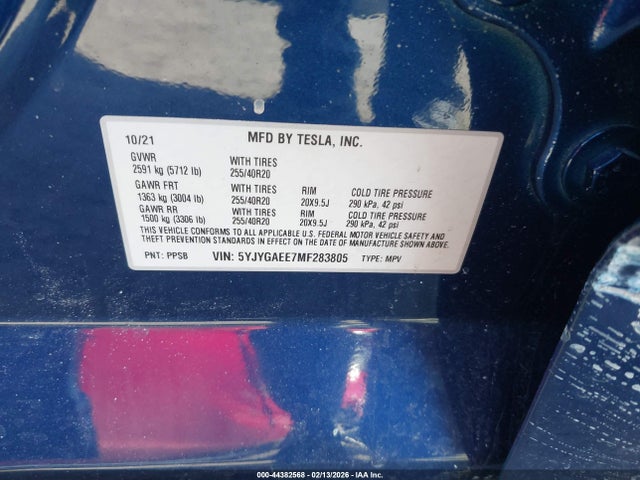 10/21 MFD BY TESLA, INC.
GVWR WITH TIRES
2591 kg (5712 lb) 255/40R20
GAWR FRT WITH TIRES RIM COLD TIRE PRESSURE
1363 kg (3004 lb) 255/40R20 20X9.5J 290 kPa, 42 psi
GAWR RR WITH TIRES RIM COLD TIRE PRESSURE
1500 kg (3306 lb) 255/40R20 20X9.5J 290 kPa, 42 psi
THIS VEHICLE CONFORMS TO ALL APPLICABLE U.S. FEDERAL MOTOR VEHICLE SAFETY AND
THEFT PREVENTION STANDARDS IN EFFECT ON THE DATE OF MANUFACTURE SHOWN ABOVE.
PNT: PPSB VIN: 5YJYGAEE7MF283805 TYPE: MPV
000-44382568 - 02/13/2026 - IAA Inc.